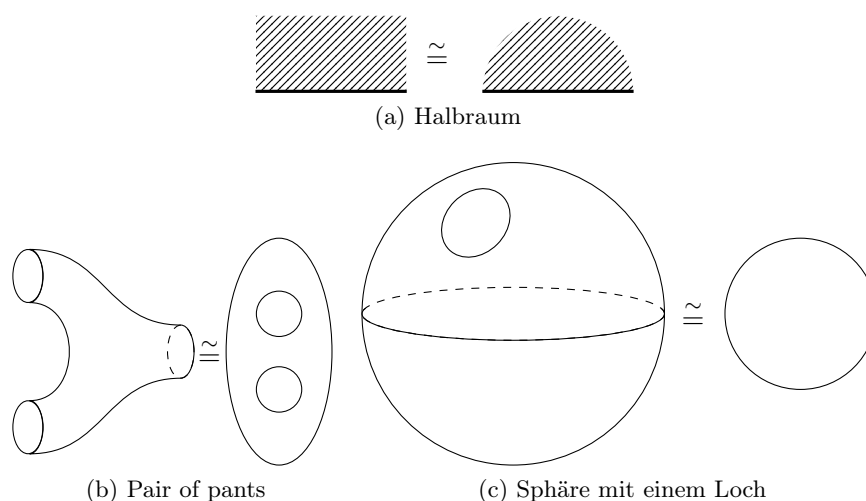 ≅
(a) Halbraum
≅ ≅
(b) Pair of pants (c) Sphäre mit einem Loch